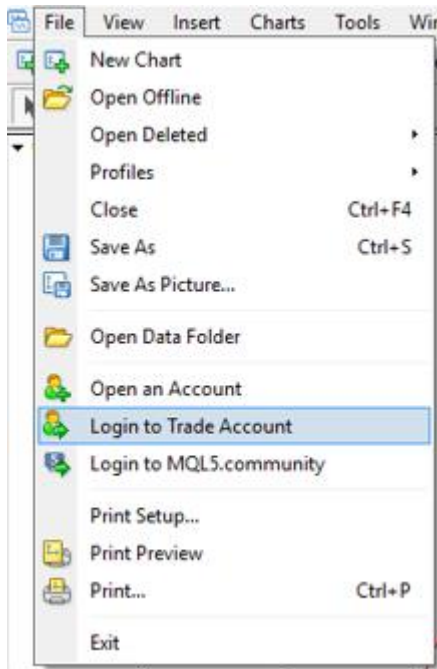 File View Insert Charts Tools
New Chart
Open Offline
Open Deleted
Profiles
Close Ctrl+F4
Save As Ctrl+S
Save As Picture...
Open Data Folder
Open an Account
Login to Trade Account
Login to MQL5.community
Print Setup...
Print Preview
Print... Ctrl+P
Exit